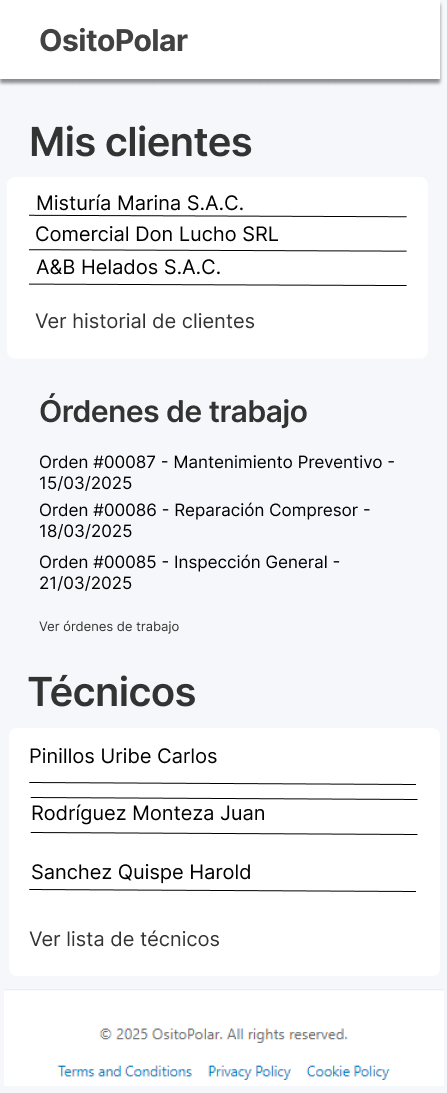 OsitoPolar
Mis clientes
Misturía Marina S.A.C.
Comercial Don Lucho SRL
A&B Helados S.A.C.
Ver historial de clientes
Órdenes de trabajo
Orden #00087 - Mantenimiento Preventivo -
15/03/2025
Orden #00086 - Reparación Compresor -
18/03/2025
Orden #00085 - Inspección General -
21/03/2025
Ver órdenes de trabajo
Técnicos
Pinillos Uribe Carlos
Rodríguez Monteza Juan
Sanchez Quispe Harold
Ver lista de técnicos
© 2025 OsitoPolar. All rights reserved.
Terms and Conditions Privacy Policy Cookie Policy